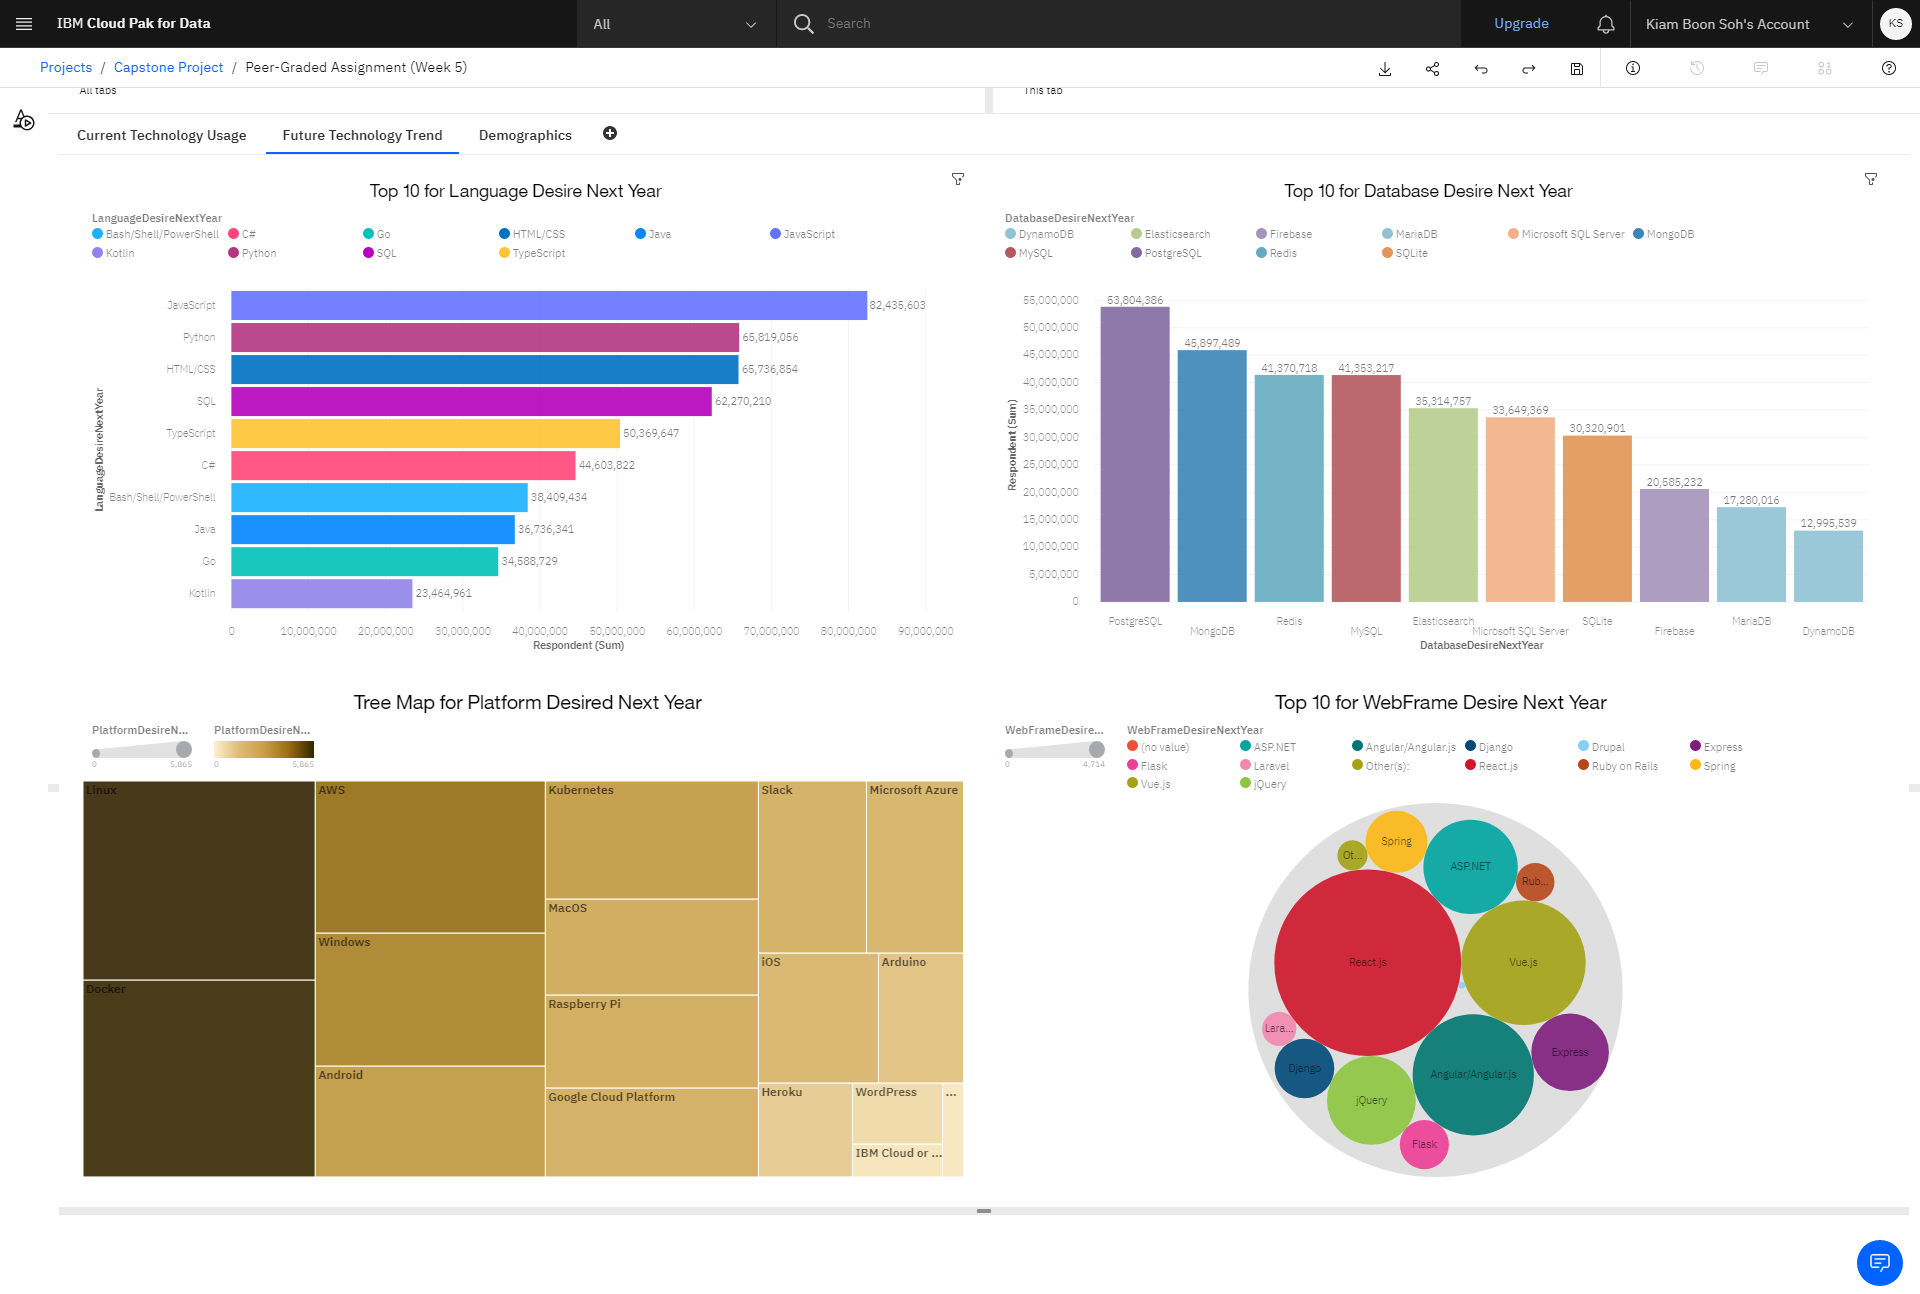 IBM Cloud Pak for Data
All
Search
Upgrade
Kiam Boon Soh's Account
KS
Projects / Capstone Project / Peer-Graded Assignment (Week 5)
All tabs
This tab
Current Technology Usage
Future Technology Trend
Demographics
Top 10 for Language Desire Next Year
LanguageDesireNextYear
Bash/Shell/PowerShell C# Go HTML/CSS Java JavaScript
Kotlin Python SQL TypeScript
LanguageDesireNextYear
JavaScript 82,435,603
Python 65,819,056
HTML/CSS 65,736,854
SQL 62,270,210
TypeScript 50,369,647
C# 44,603,822
Bash/Shell/PowerShell 38,409,434
Java 36,736,341
Go 34,588,729
Kotlin 23,464,961
0 10,000,000 20,000,000 30,000,000 40,000,000 50,000,000 60,000,000 70,000,000 80,000,000 90,000,000
Respondent (Sum)
Top 10 for Database Desire Next Year
DatabaseDesireNextYear
DynamoDB Elasticsearch Firebase MariaDB Microsoft SQL Server MongoDB
MySQL PostgreSQL Redis SQLite
Respondent (Sum)
55,000,000
50,000,000
45,000,000
40,000,000
35,000,000
30,000,000
25,000,000
20,000,000
15,000,000
10,000,000
5,000,000
0
53,804,386
45,897,489
41,370,718
41,353,217
35,314,757
33,649,369
30,320,901
20,585,232
17,280,016
12,995,539
PostgreSQL MongoDB Redis MySQL Elasticsearch Microsoft SQL Server SQLite Firebase MariaDB DynamoDB
DatabaseDesireNextYear
Tree Map for Platform Desired Next Year
PlatformDesireN... PlatformDesireN...
0 5,865 0 5,865
Linux
Docker
AWS
Windows
Android
Kubernetes
MacOS
Raspberry Pi
Google Cloud Platform
Slack
Microsoft Azure
iOS
Arduino
Heroku
WordPress
...
IBM Cloud or ...
Top 10 for WebFrame Desire Next Year
WebFrameDesire...
0 4,714
WebFrameDesireNextYear
(no value) ASP.NET Angular/Angular.js Django Drupal Express
Flask Laravel Other(s): React.js Ruby on Rails Spring
Vue.js jQuery
Spring
Ot...
ASP.NET
Rub...
React.js
Vue.js
Lara...
Django
Express
Angular/Angular.js
jQuery
Flask